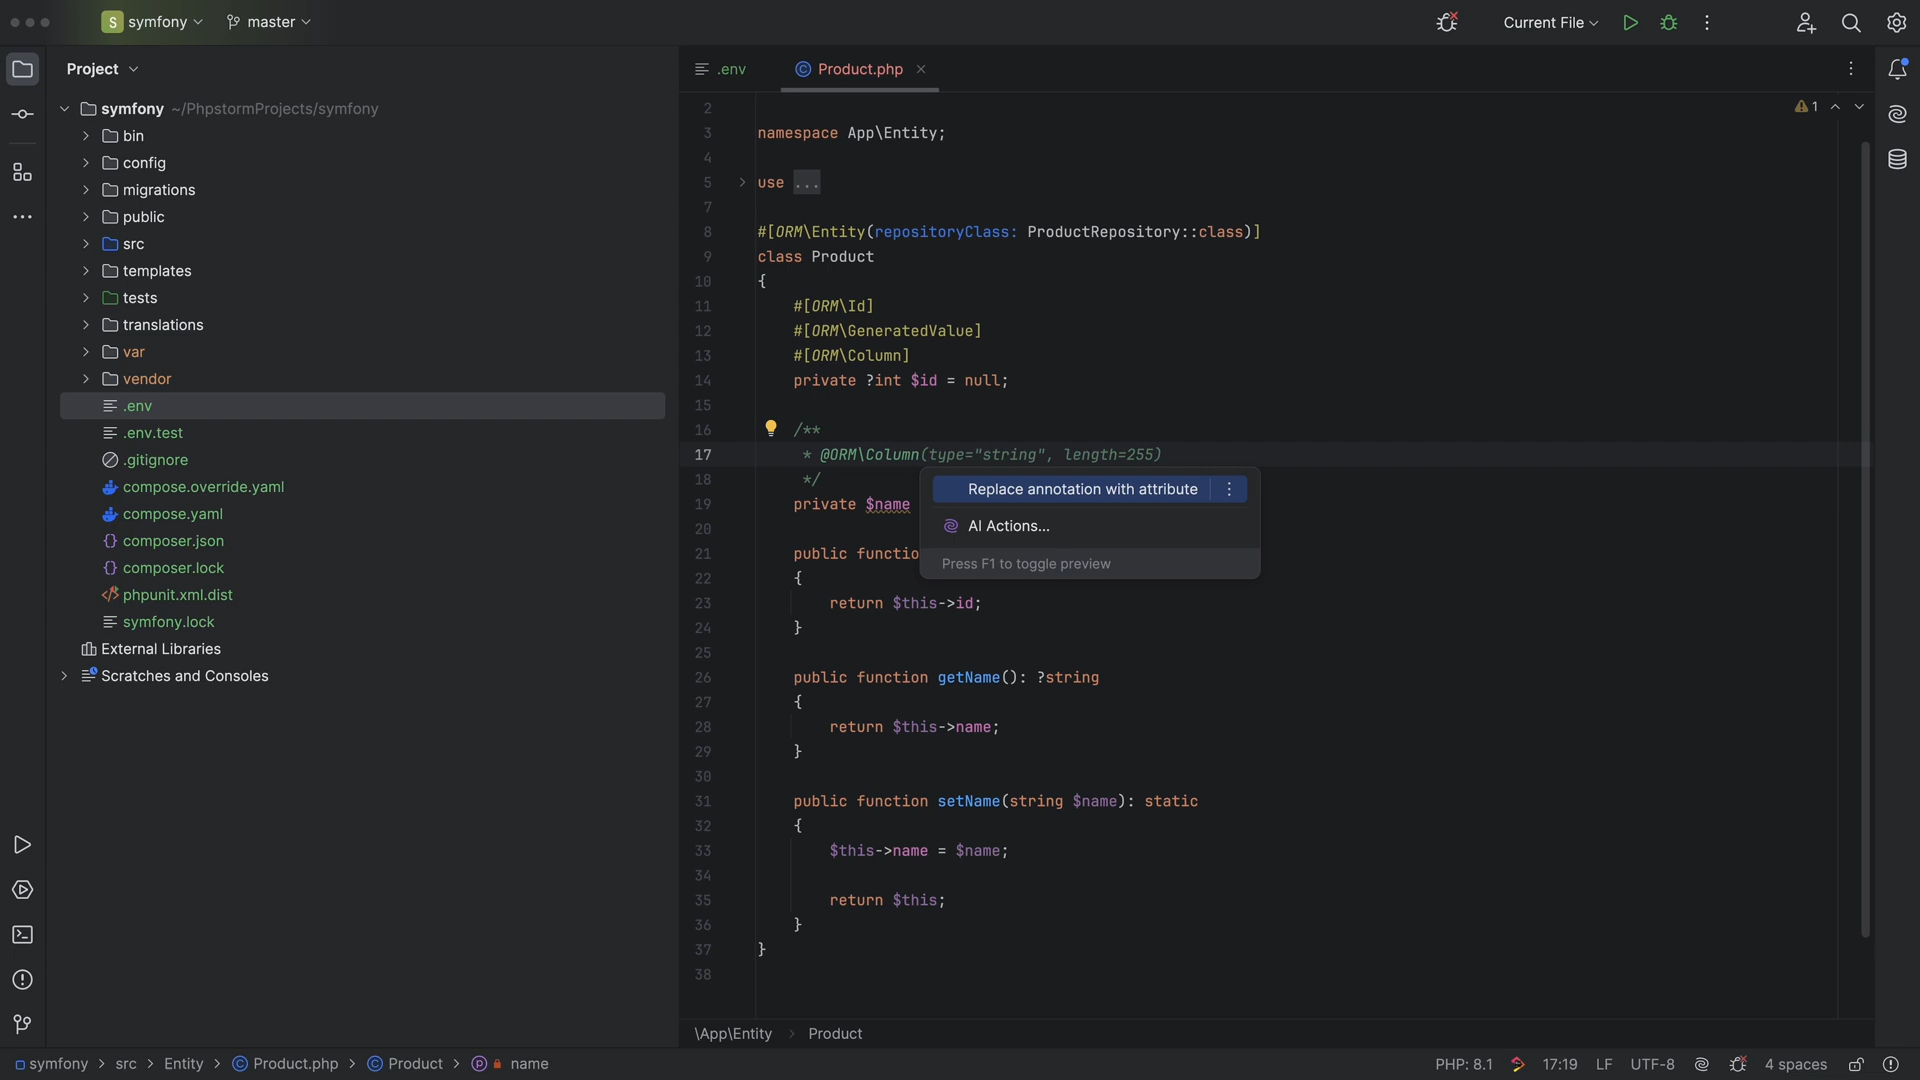 S symfony master Current File
Project
symfony ~/PhpstormProjects/symfony
bin
config
migrations
public
src
templates
tests
translations
var
vendor
.env
.env.test
.gitignore
compose.override.yaml
compose.yaml
composer.json
composer.lock
phpunit.xml.dist
symfony.lock
External Libraries
Scratches and Consoles
.env Product.php
1
2
3 namespace App\Entity;
4
5 use ...
7
8 #[ORM\Entity(repositoryClass: ProductRepository::class)]
9 class Product
10 {
11 #[ORM\Id]
12 #[ORM\GeneratedValue]
13 #[ORM\Column]
14 private ?int $id = null;
15
16 /**
17 * @ORM\Column(type="string", length=255)
18 */
19 private $name
20
21 public functio
22 {
23 return $this->id;
24 }
25
26 public function getName(): ?string
27 {
28 return $this->name;
29 }
30
31 public function setName(string $name): static
32 {
33 $this->name = $name;
34
35 return $this;
36 }
37 }
38
Replace annotation with attribute
AI Actions...
Press F1 to toggle preview
\App\Entity > Product
symfony > src > Entity > Product.php > Product > name
PHP: 8.1 17:19 LF UTF-8 4 spaces